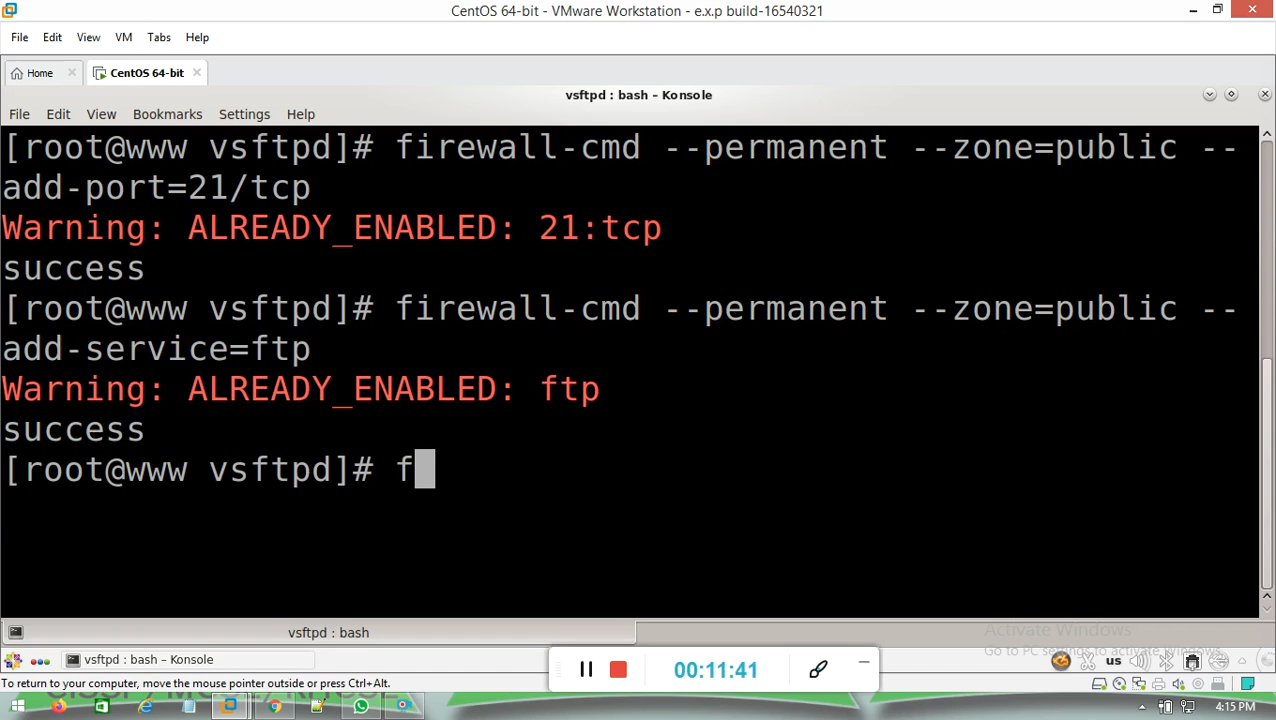 CentOS 64-bit - VMware Workstation - e.x.p build-16540321
File Edit View VM Tabs Help
Home CentOS 64-bit
vsftpd : bash – Konsole
File Edit View Bookmarks Settings Help
[root@www vsftpd]# firewall-cmd --permanent --zone=public --
add-port=21/tcp
Warning: ALREADY_ENABLED: 21:tcp
success
[root@www vsftpd]# firewall-cmd --permanent --zone=public --
add-service=ftp
Warning: ALREADY_ENABLED: ftp
success
[root@www vsftpd]# f
vsftpd : bash
Activate Windows
Go to PC settings to activate Windows.
vsftpd : bash – Konsole
us
00:11:41
To return to your computer, move the mouse pointer outside or press Ctrl+Alt.
4:15 PM